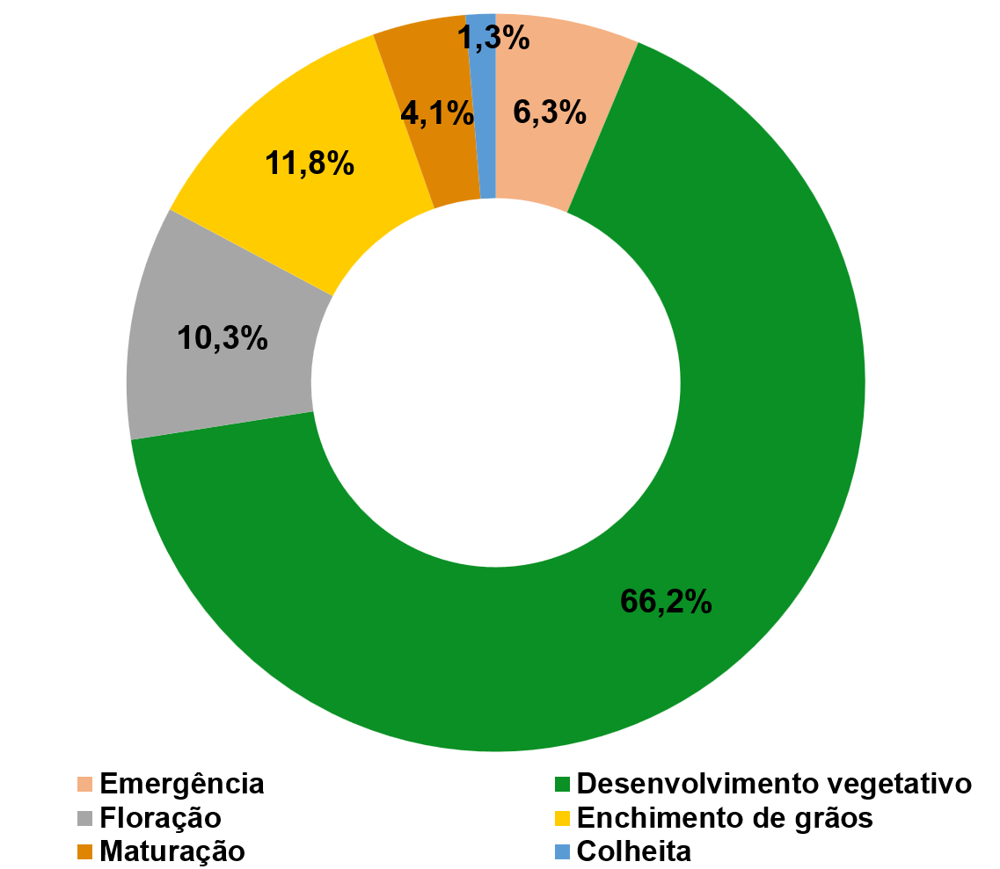 1,3%
4,1%
6,3%
11,8%
10,3%
66,2%
Emergência
Desenvolvimento vegetativo
Floração
Enchimento de grãos
Maturação
Colheita